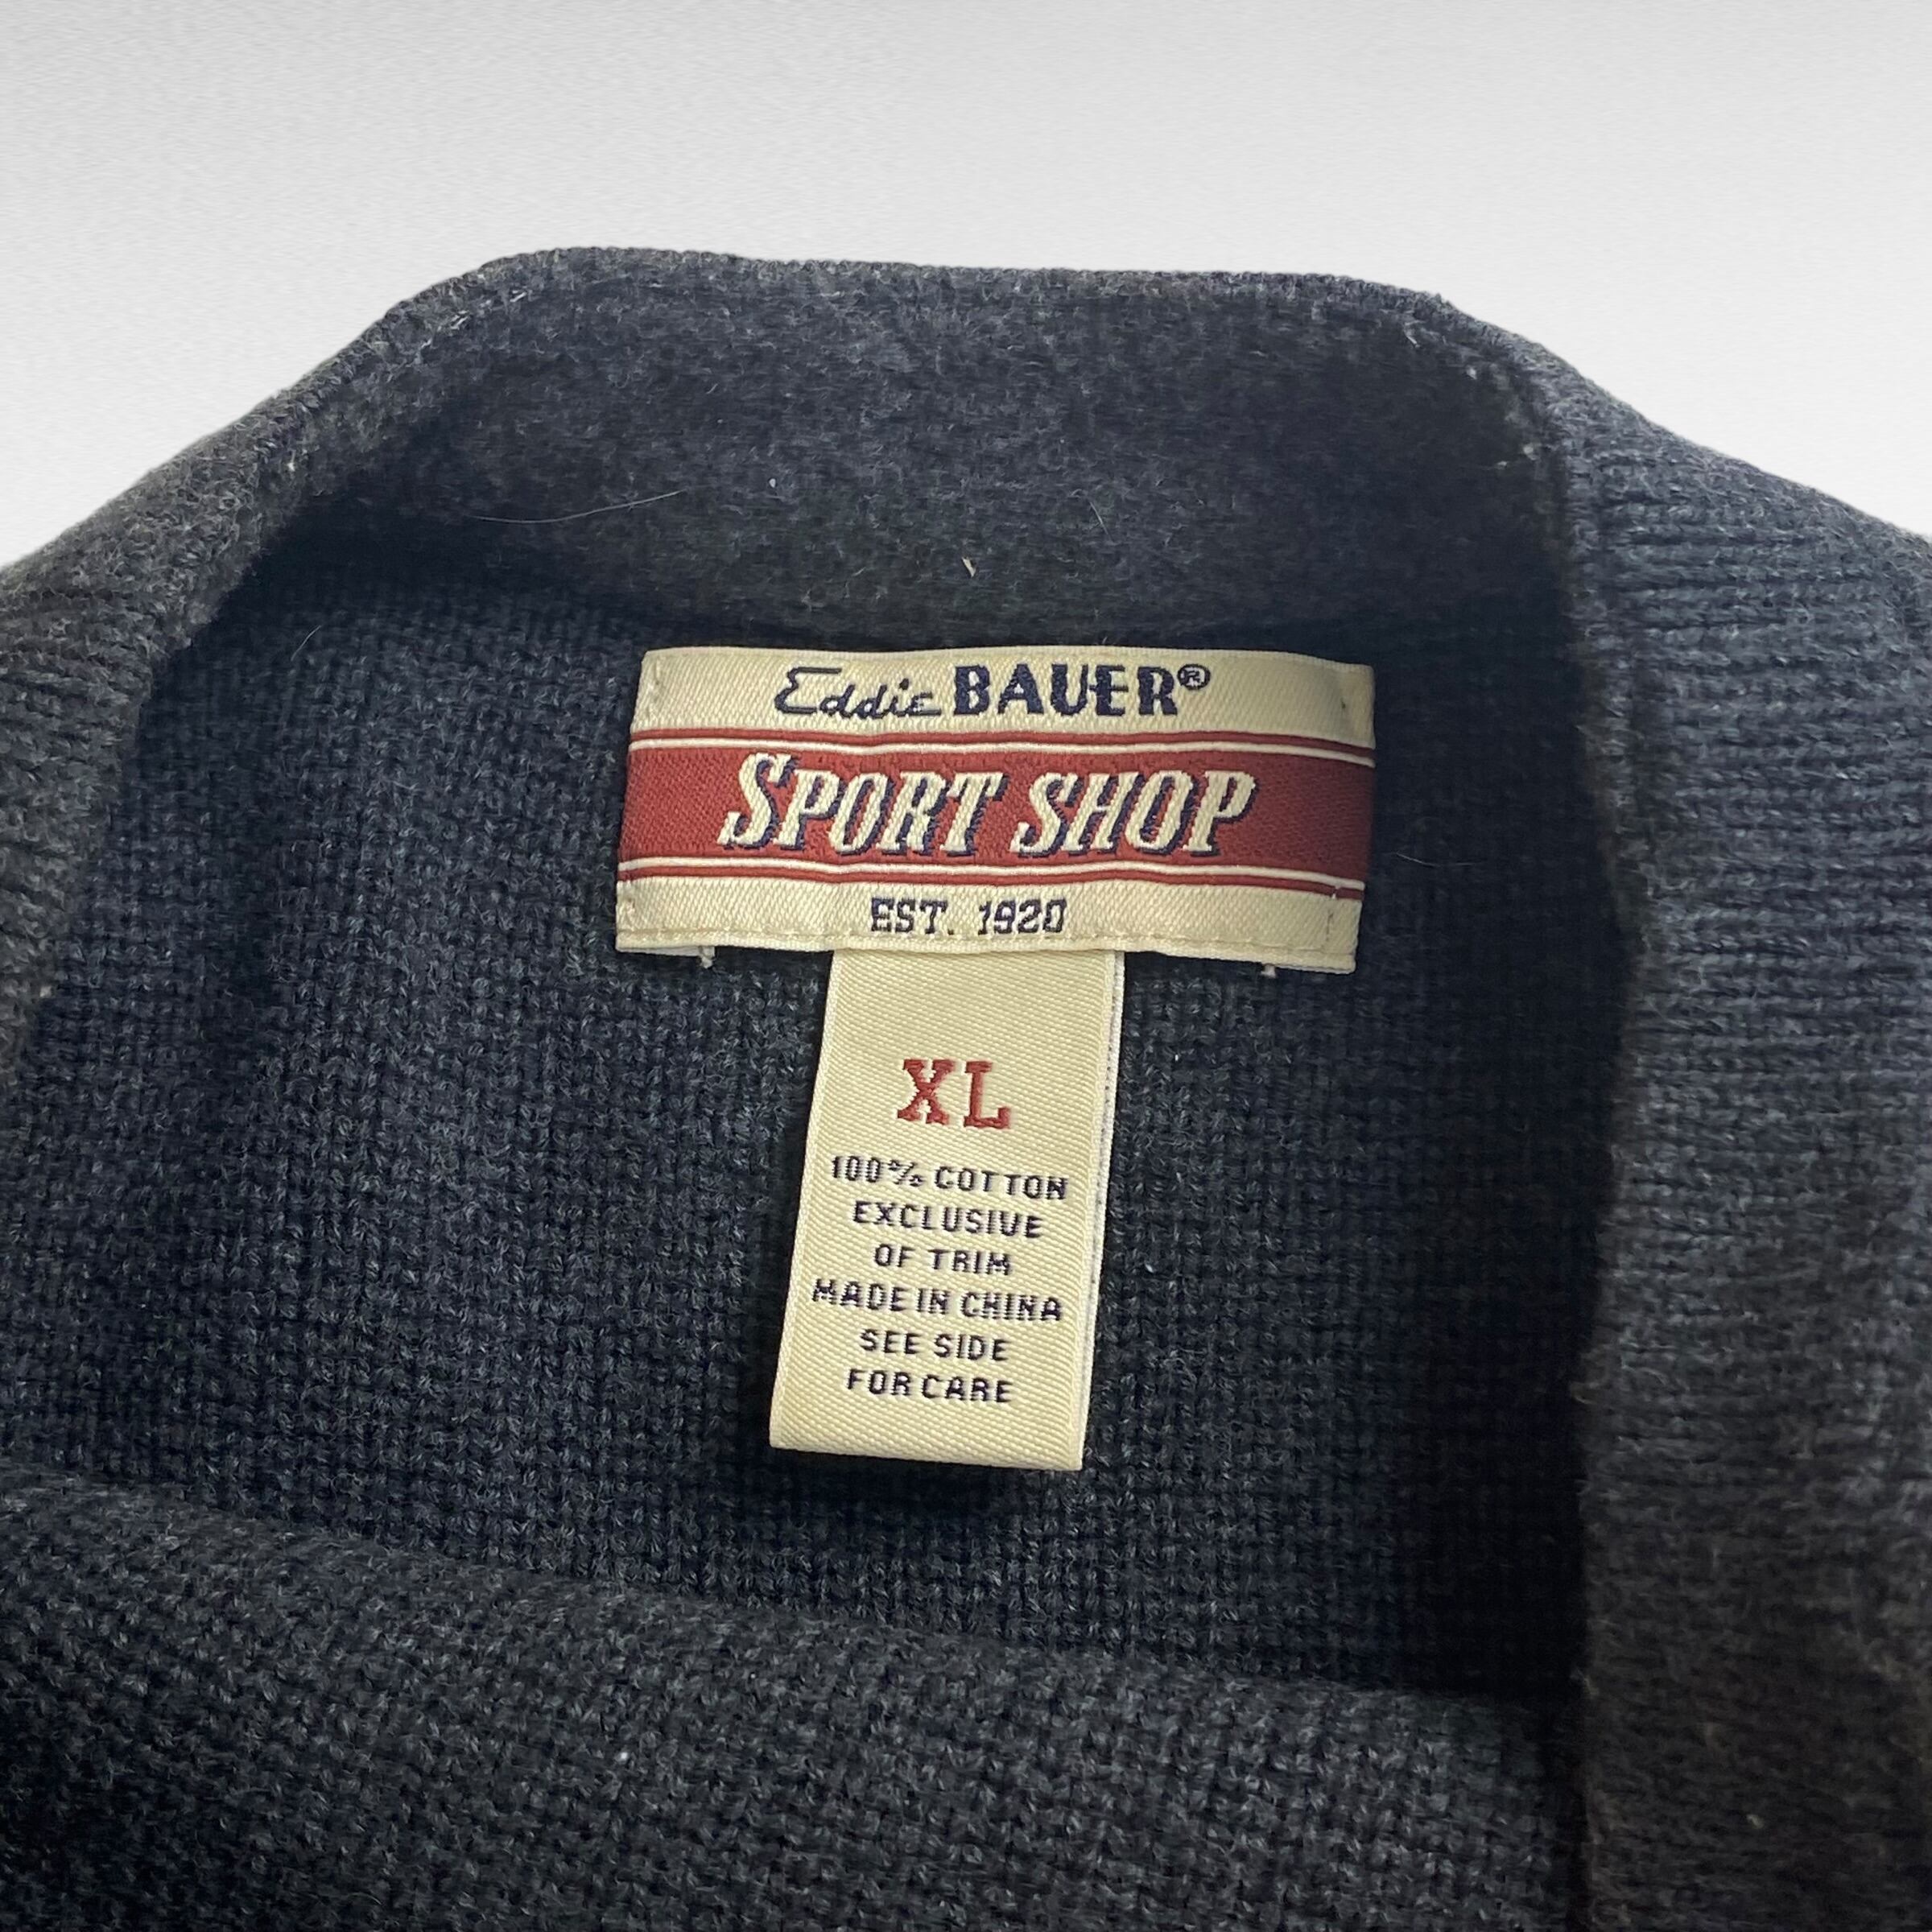 Eddie BAUER®
SPORT SHOP
EST. 1920
XL
100% COTTON
EXCLUSIVE
OF TRIM
MADE IN CHINA
SEE SIDE
FOR CARE